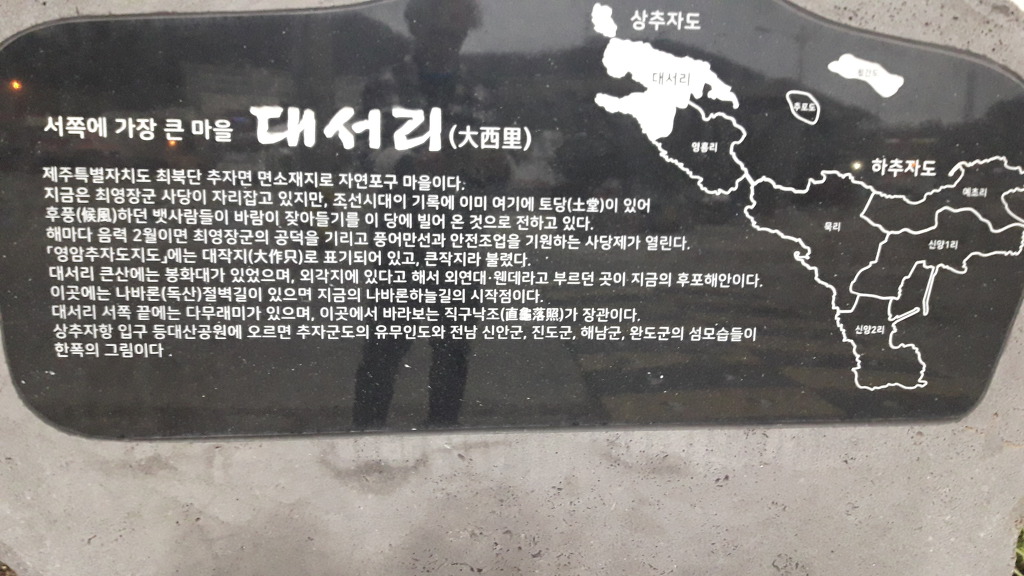 서쪽에 가장 큰 마을 대서리(大西里)
제주특별자치도 최북단 추자면 면소재지로 자연포구 마을이다.
지금은 최영장군 사당이 자리잡고 있지만, 조선시대의 기록에 이미 여기에 토당(土堂)이 있어
후풍(候風)하던 뱃사람들이 바람이 잦아들기를 이 당에 빌어 온 것으로 전하고 있다.
해마다 음력 2월이면 최영장군의 공덕을 기리고 풍어만선과 안전조업을 기원하는 사당제가 열린다.
「영암추자도지도」에는 대작지(大作只)로 표기되어 있고, 큰작지라 불렸다.
대서리 큰산에는 봉화대가 있었으며, 외각지에 있다고 해서 외연대·웬데라고 부르던 곳이 지금의 후포해안이다.
이곳에는 나바론(독산)절벽길이 있으며 지금의 나바론하늘길의 시작점이다.
대서리 서쪽 끝에는 다무래미가 있으며, 이곳에서 바라보는 직구낙조(直龜落照)가 장관이다.
상추자항 입구 등대산공원에 오르면 추자군도의 유무인도와 전남 신안군, 진도군, 해남군, 완도군의 섬모습들이
한폭의 그림이다 .
상추자도
대서리
영흥리
추포도
횡간도
하추자도
묵리
예초리
신양1리
신양2리